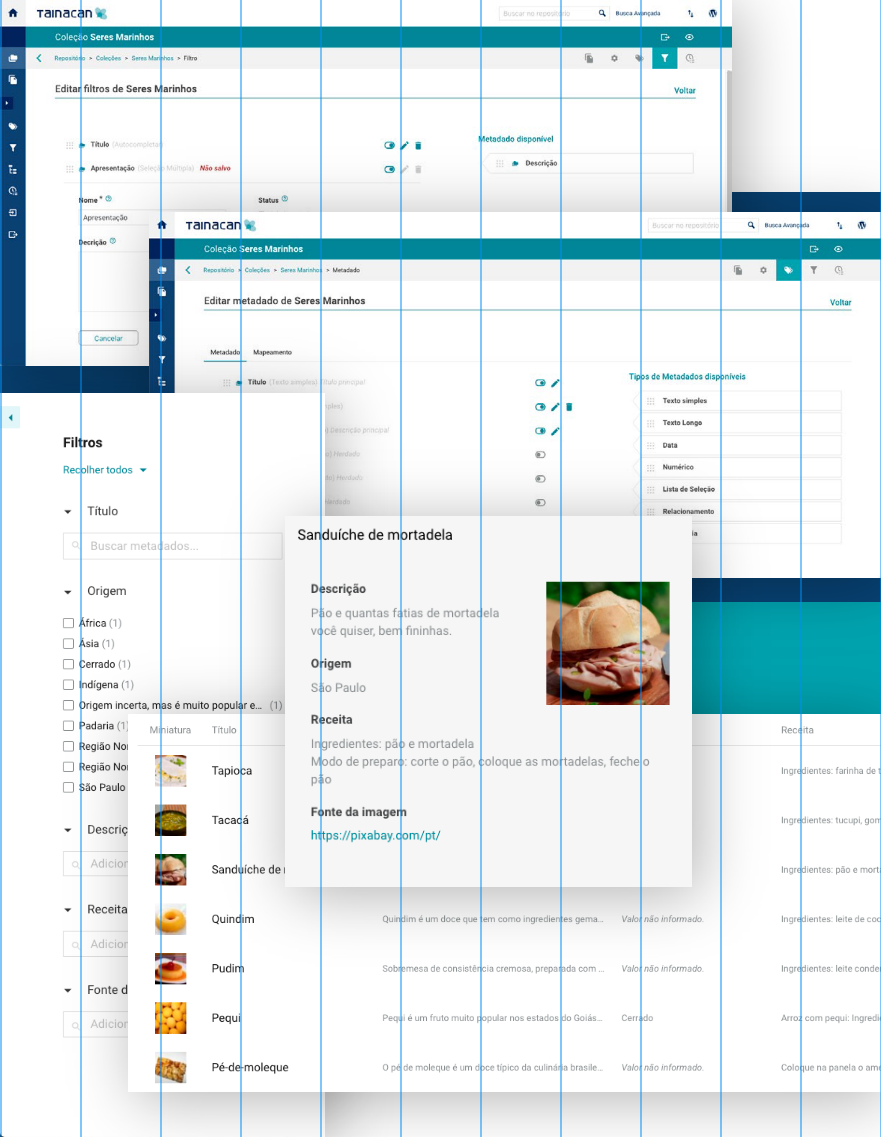 TAINACAN
Buscar no repositório
Busca Avançada
Coleção Seres Marinhos
Repositório > Coleções > Seres Marinhos > Filtro
Editar filtros de Seres Marinhos
Voltar
Título (Autocompletar)
Apresentação (Seleção Múltipla) Não salvo
Metadado disponível
Descrição
Nome *
Status
Apresentação
Decrição
Cancelar
TAINACAN
Buscar no repositório
Busca Avançada
Coleção Seres Marinhos
Repositório > Coleções > Seres Marinhos > Metadado
Editar metadado de Seres Marinhos
Voltar
Metadado
Mapeamento
Título (Texto simples) Título principal
Descrição principal
Herdado
Herdado
Herdado
Tipos de Metadados disponíveis
Texto simples
Texto Longo
Data
Numérico
Lista de Seleção
Relacionamento
Filtros
Recolher todos
Título
Buscar metadados...
Origem
África (1)
Ásia (1)
Cerrado (1)
Indígena (1)
Origem incerta, mas é muito popular e... (1)
Padaria (1)
Região No
Região No
São Paulo
Descriç
Adicior
Receita
Adicior
Fonte d
Adicior
Sanduíche de mortadela
Descrição
Pão e quantas fatias de mortadela
você quiser, bem fininhas.
Origem
São Paulo
Receita
Ingredientes: pão e mortadela
Modo de preparo: corte o pão, coloque as mortadelas, feche o
pão
Fonte da imagem
https://pixabay.com/pt/
Miniatura
Título
Receita
Tapioca
Ingredientes: farinha de t
Tacacá
Ingredientes: tucupi, gom
Sanduíche de
Ingredientes: pão e mort
Quindim
Quindim é um doce que tem como ingredientes gema...
Valor não informado.
Ingredientes: leite de coc
Pudim
Sobremesa de consistência cremosa, preparada com ...
Valor não informado.
Ingredientes: leite conde
Pequi
Pequi é um fruto muito popular nos estados do Goiás...
Cerrado
Arroz com pequi: Ingredi
Pé-de-moleque
O pé de moleque é um doce típico da culinária brasile...
Valor não informado.
Coloque na panela o am